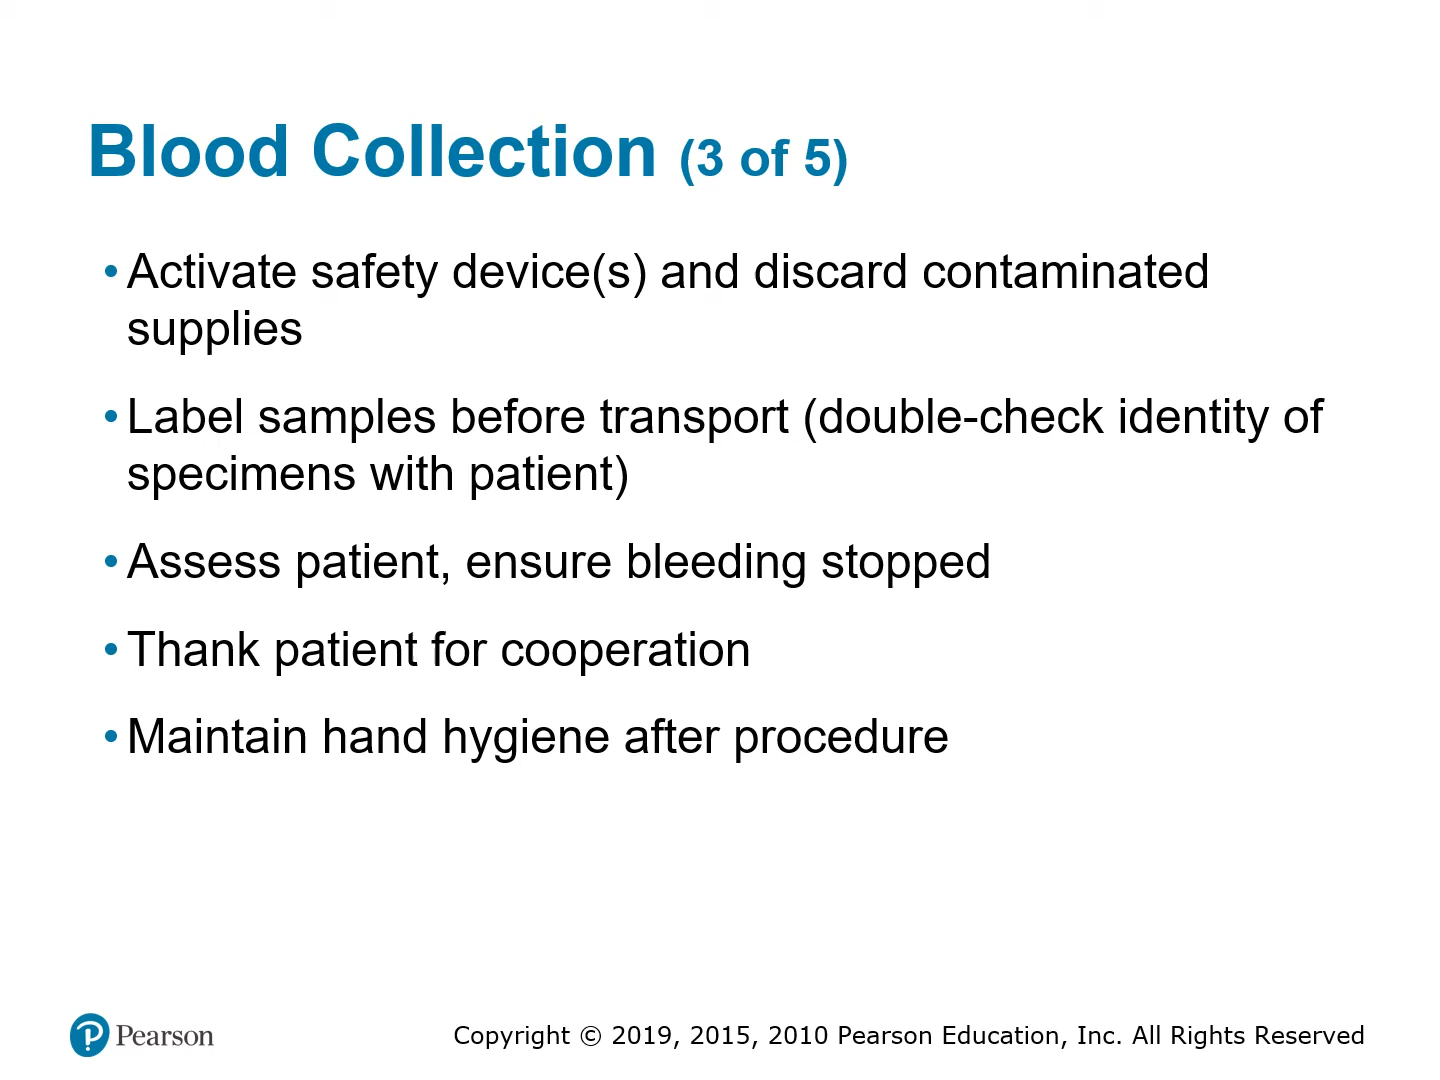 Blood Collection (3 of 5)
• Activate safety device(s) and discard contaminated
supplies
• Label samples before transport (double-check identity of
specimens with patient)
• Assess patient, ensure bleeding stopped
• Thank patient for cooperation
• Maintain hand hygiene after procedure
Pearson
Copyright © 2019, 2015, 2010 Pearson Education, Inc. All Rights Reserved